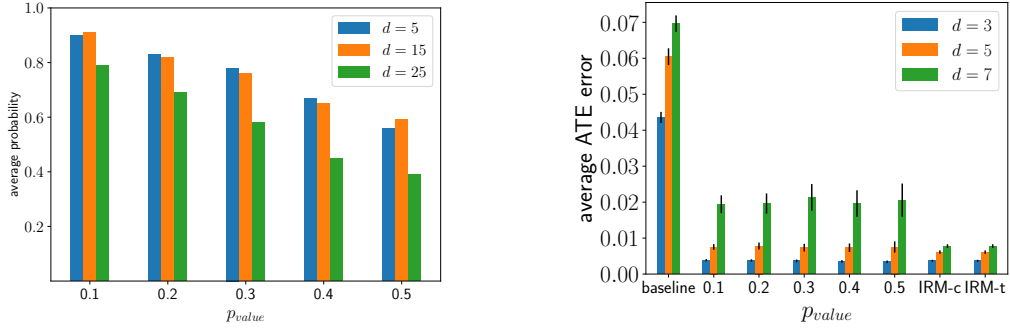 1.0
0.8
0.6
0.4
0.2
average probability
d = 5
d = 15
d = 25
0.1 0.2 0.3 0.4 0.5
p_value
0.07
0.06
0.05
0.04
0.03
0.02
0.01
0.00
average ATE error
d = 3
d = 5
d = 7
baseline 0.1 0.2 0.3 0.4 0.5 IRM-c IRM-t
p_value